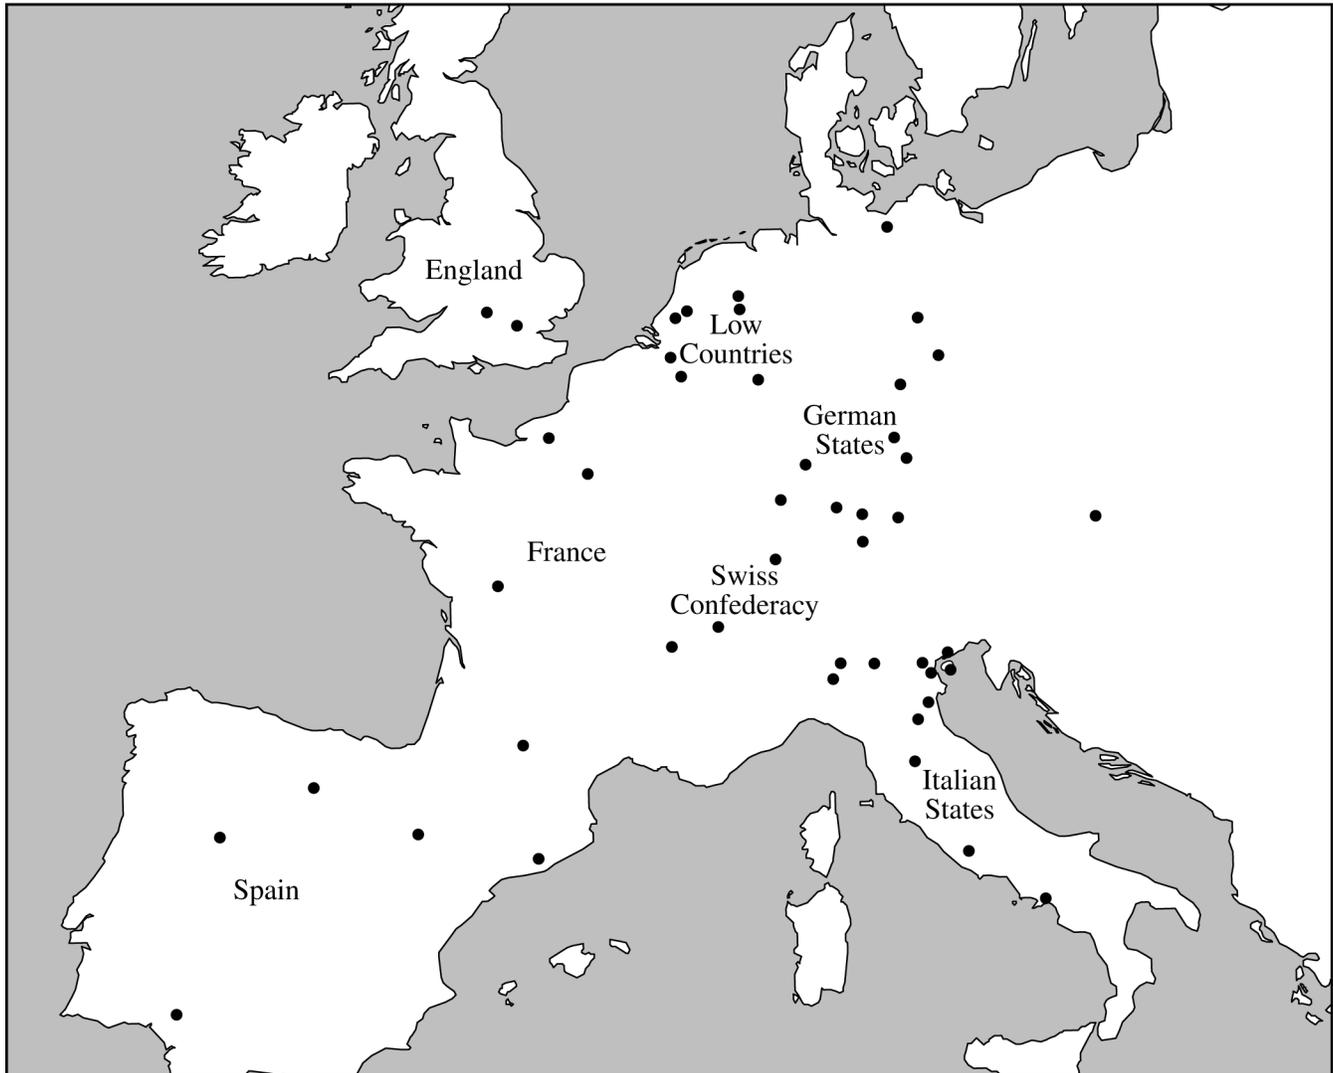 England
Low
Countries
German
States
France
Swiss
Confederacy
Italian
States
Spain